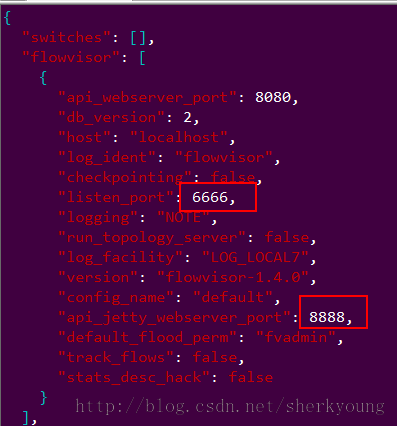 {
"switches": [],
"flowvisor": [
{
"api_webserver_port": 8080,
"db_version": 2,
"host": "localhost",
"log_ident": "flowvisor",
"checkpointing": false,
"listen_port": 6666,
"logging": "NOTE",
"run_topology_server": false,
"log_facility": "LOG_LOCAL7",
"version": "flowvisor-1.4.0",
"config_name": "default",
"api_jetty_webserver_port": 8888,
"default_flood_perm": "fvadmin",
"track_flows": false,
"stats_desc_hack": false
}
],
http://blog.csdn.net/sherkyoung